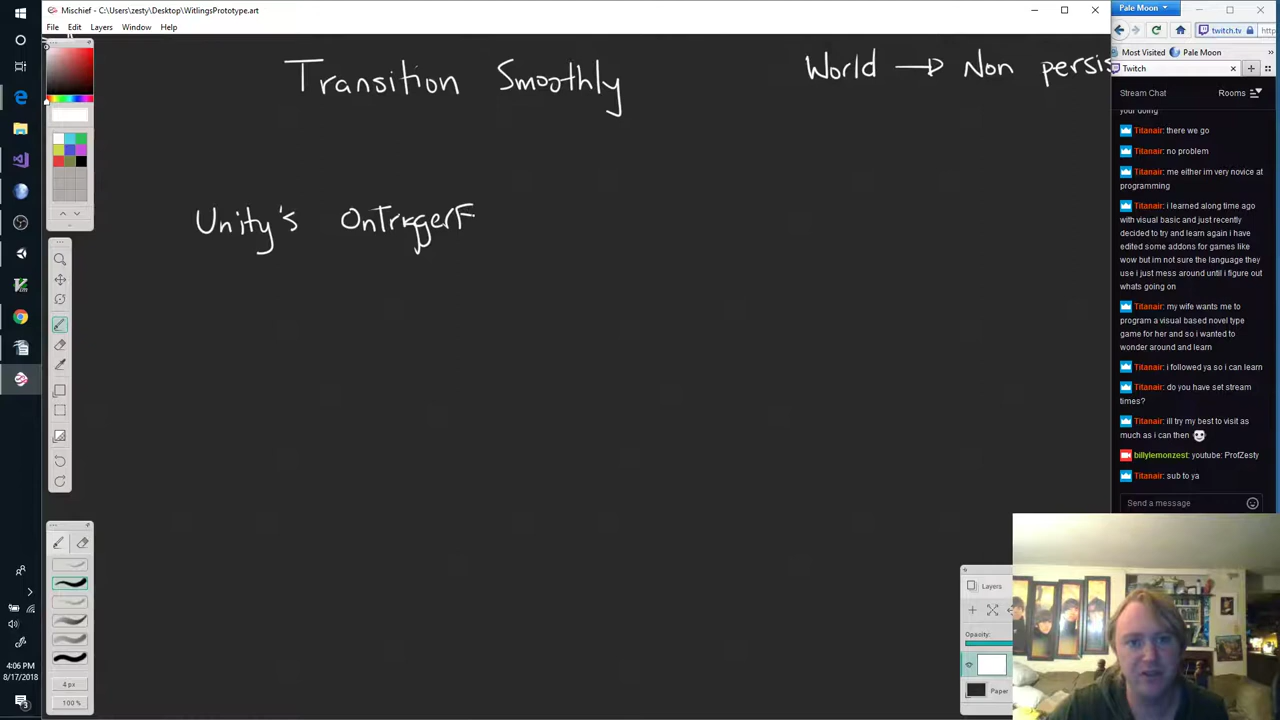 Mischief - C:\Users\zesty\Desktop\WitlingsPrototype.art
File Edit Layers Window Help
Transition Smoothly
World → Non persis
Unity's OnTriggerE
4 px
100 %
4:06 PM
8/17/2018
3
Layers
Opacity:
Paper
Pale Moon
twitch.tv
http
Most Visited Pale Moon
Twitch
Stream Chat Rooms
your doing
Titanair: there we go
Titanair: no problem
Titanair: me either im very novice at
programming
Titanair: i learned along time ago
with visual basic and just recently
decided to try and learn again i have
edited some addons for games like
wow but im not sure the language they
use i just mess around until i figure out
whats going on
Titanair: my wife wants me to
program a visual based novel type
game for her and so i wanted to
wonder around and learn
Titanair: i followed ya so i can learn
Titanair: do you have set stream
times?
Titanair: ill try my best to visit as
much as i can then
billylemonzest: youtube: ProfZesty
Titanair: sub to ya
Send a message